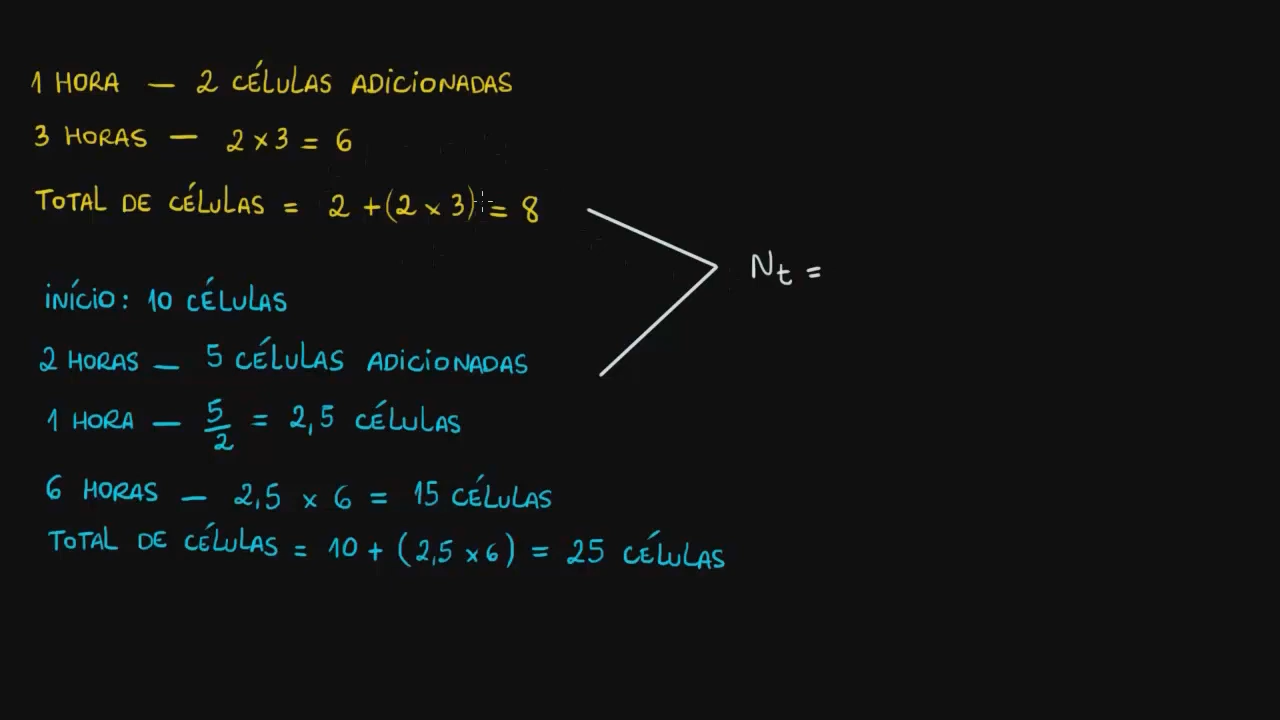 1 HORA — 2 CÉLULAS ADICIONADAS
3 HORAS — 2 × 3 = 6
TOTAL DE CÉLULAS = 2 + (2 × 3) = 8
Nt =
INÍCIO: 10 CÉLULAS
2 HORAS — 5 CÉLULAS ADICIONADAS
1 HORA — 5/2 = 2,5 CÉLULAS
6 HORAS — 2,5 × 6 = 15 CÉLULAS
TOTAL DE CÉLULAS = 10 + (2,5 × 6) = 25 CÉLULAS